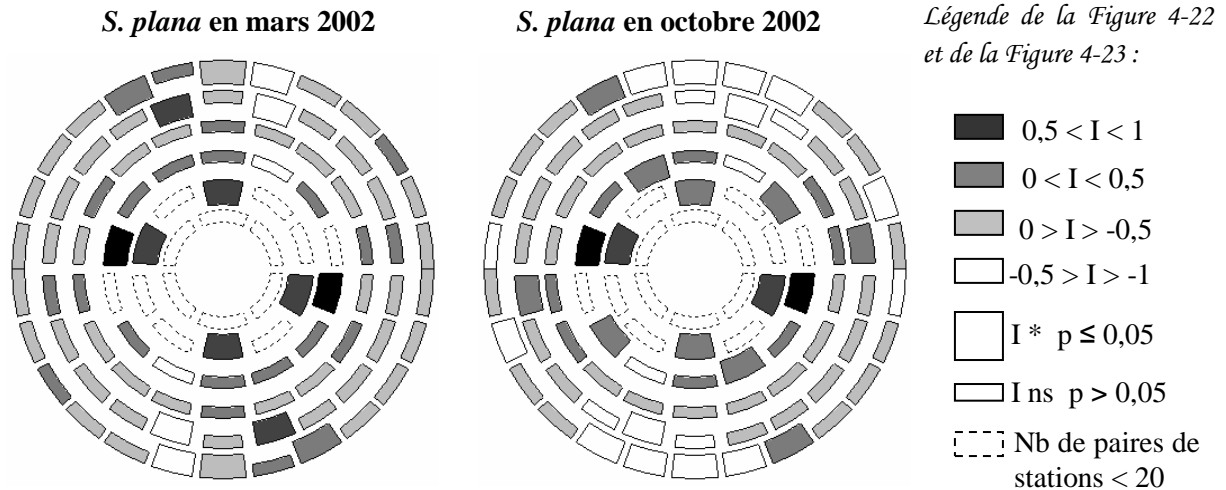 S. plana en mars 2002
S. plana en octobre 2002
Légende de la Figure 4-22
et de la Figure 4-23 :
0,5 < I < 1
0 < I < 0,5
0 > I > -0,5
-0,5 > I > -1
I * p ≤ 0,05
I ns p > 0,05
Nb de paires de
stations < 20